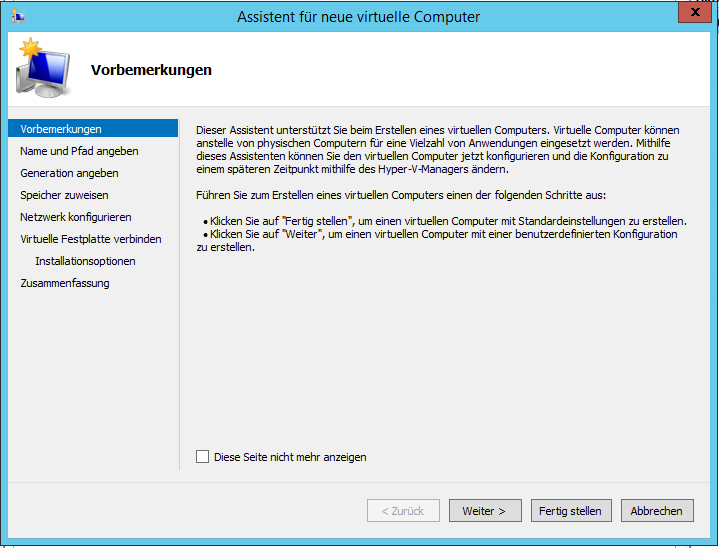 Assistent für neue virtuelle Computer
x
Vorbemerkungen
Vorbemerkungen
Name und Pfad angeben
Generation angeben
Speicher zuweisen
Netzwerk konfigurieren
Virtuelle Festplatte verbinden
Installationsoptionen
Zusammenfassung
Dieser Assistent unterstützt Sie beim Erstellen eines virtuellen Computers. Virtuelle Computer können
anstelle von physischen Computern für eine Vielzahl von Anwendungen eingesetzt werden. Mithilfe
dieses Assistenten können Sie den virtuellen Computer jetzt konfigurieren und die Konfiguration zu
einem späteren Zeitpunkt mithilfe des Hyper-V-Managers ändern.
Führen Sie zum Erstellen eines virtuellen Computers einen der folgenden Schritte aus:
• Klicken Sie auf "Fertig stellen", um einen virtuellen Computer mit Standardeinstellungen zu erstellen.
• Klicken Sie auf "Weiter", um einen virtuellen Computer mit einer benutzerdefinierten Konfiguration
zu erstellen.
Diese Seite nicht mehr anzeigen
< Zurück
Weiter >
Fertig stellen
Abbrechen